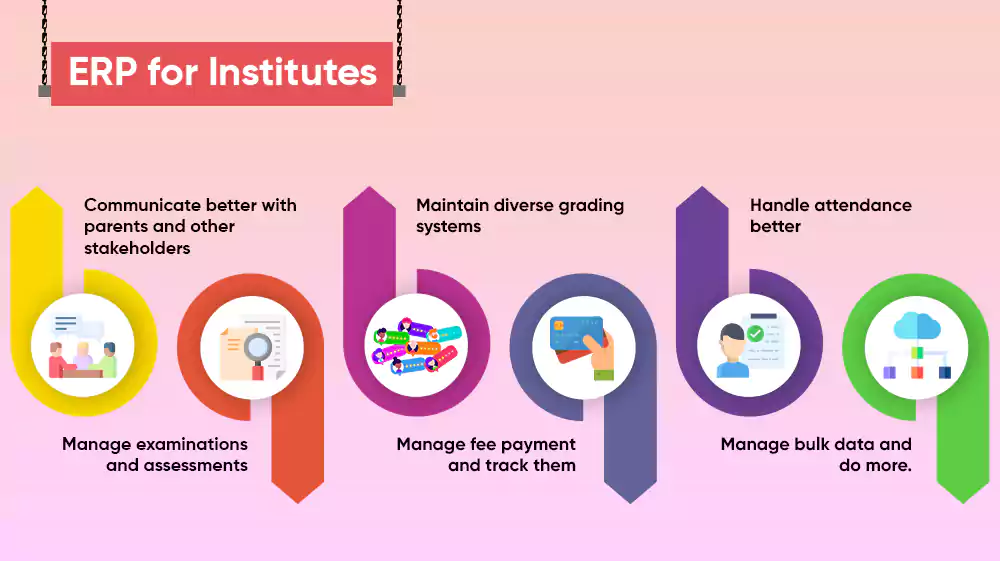 ERP for Institutes
Communicate better with
parents and other
stakeholders
Manage examinations
and assessments
Maintain diverse grading
systems
Manage fee payment
and track them
Handle attendance
better
Manage bulk data and
do more.